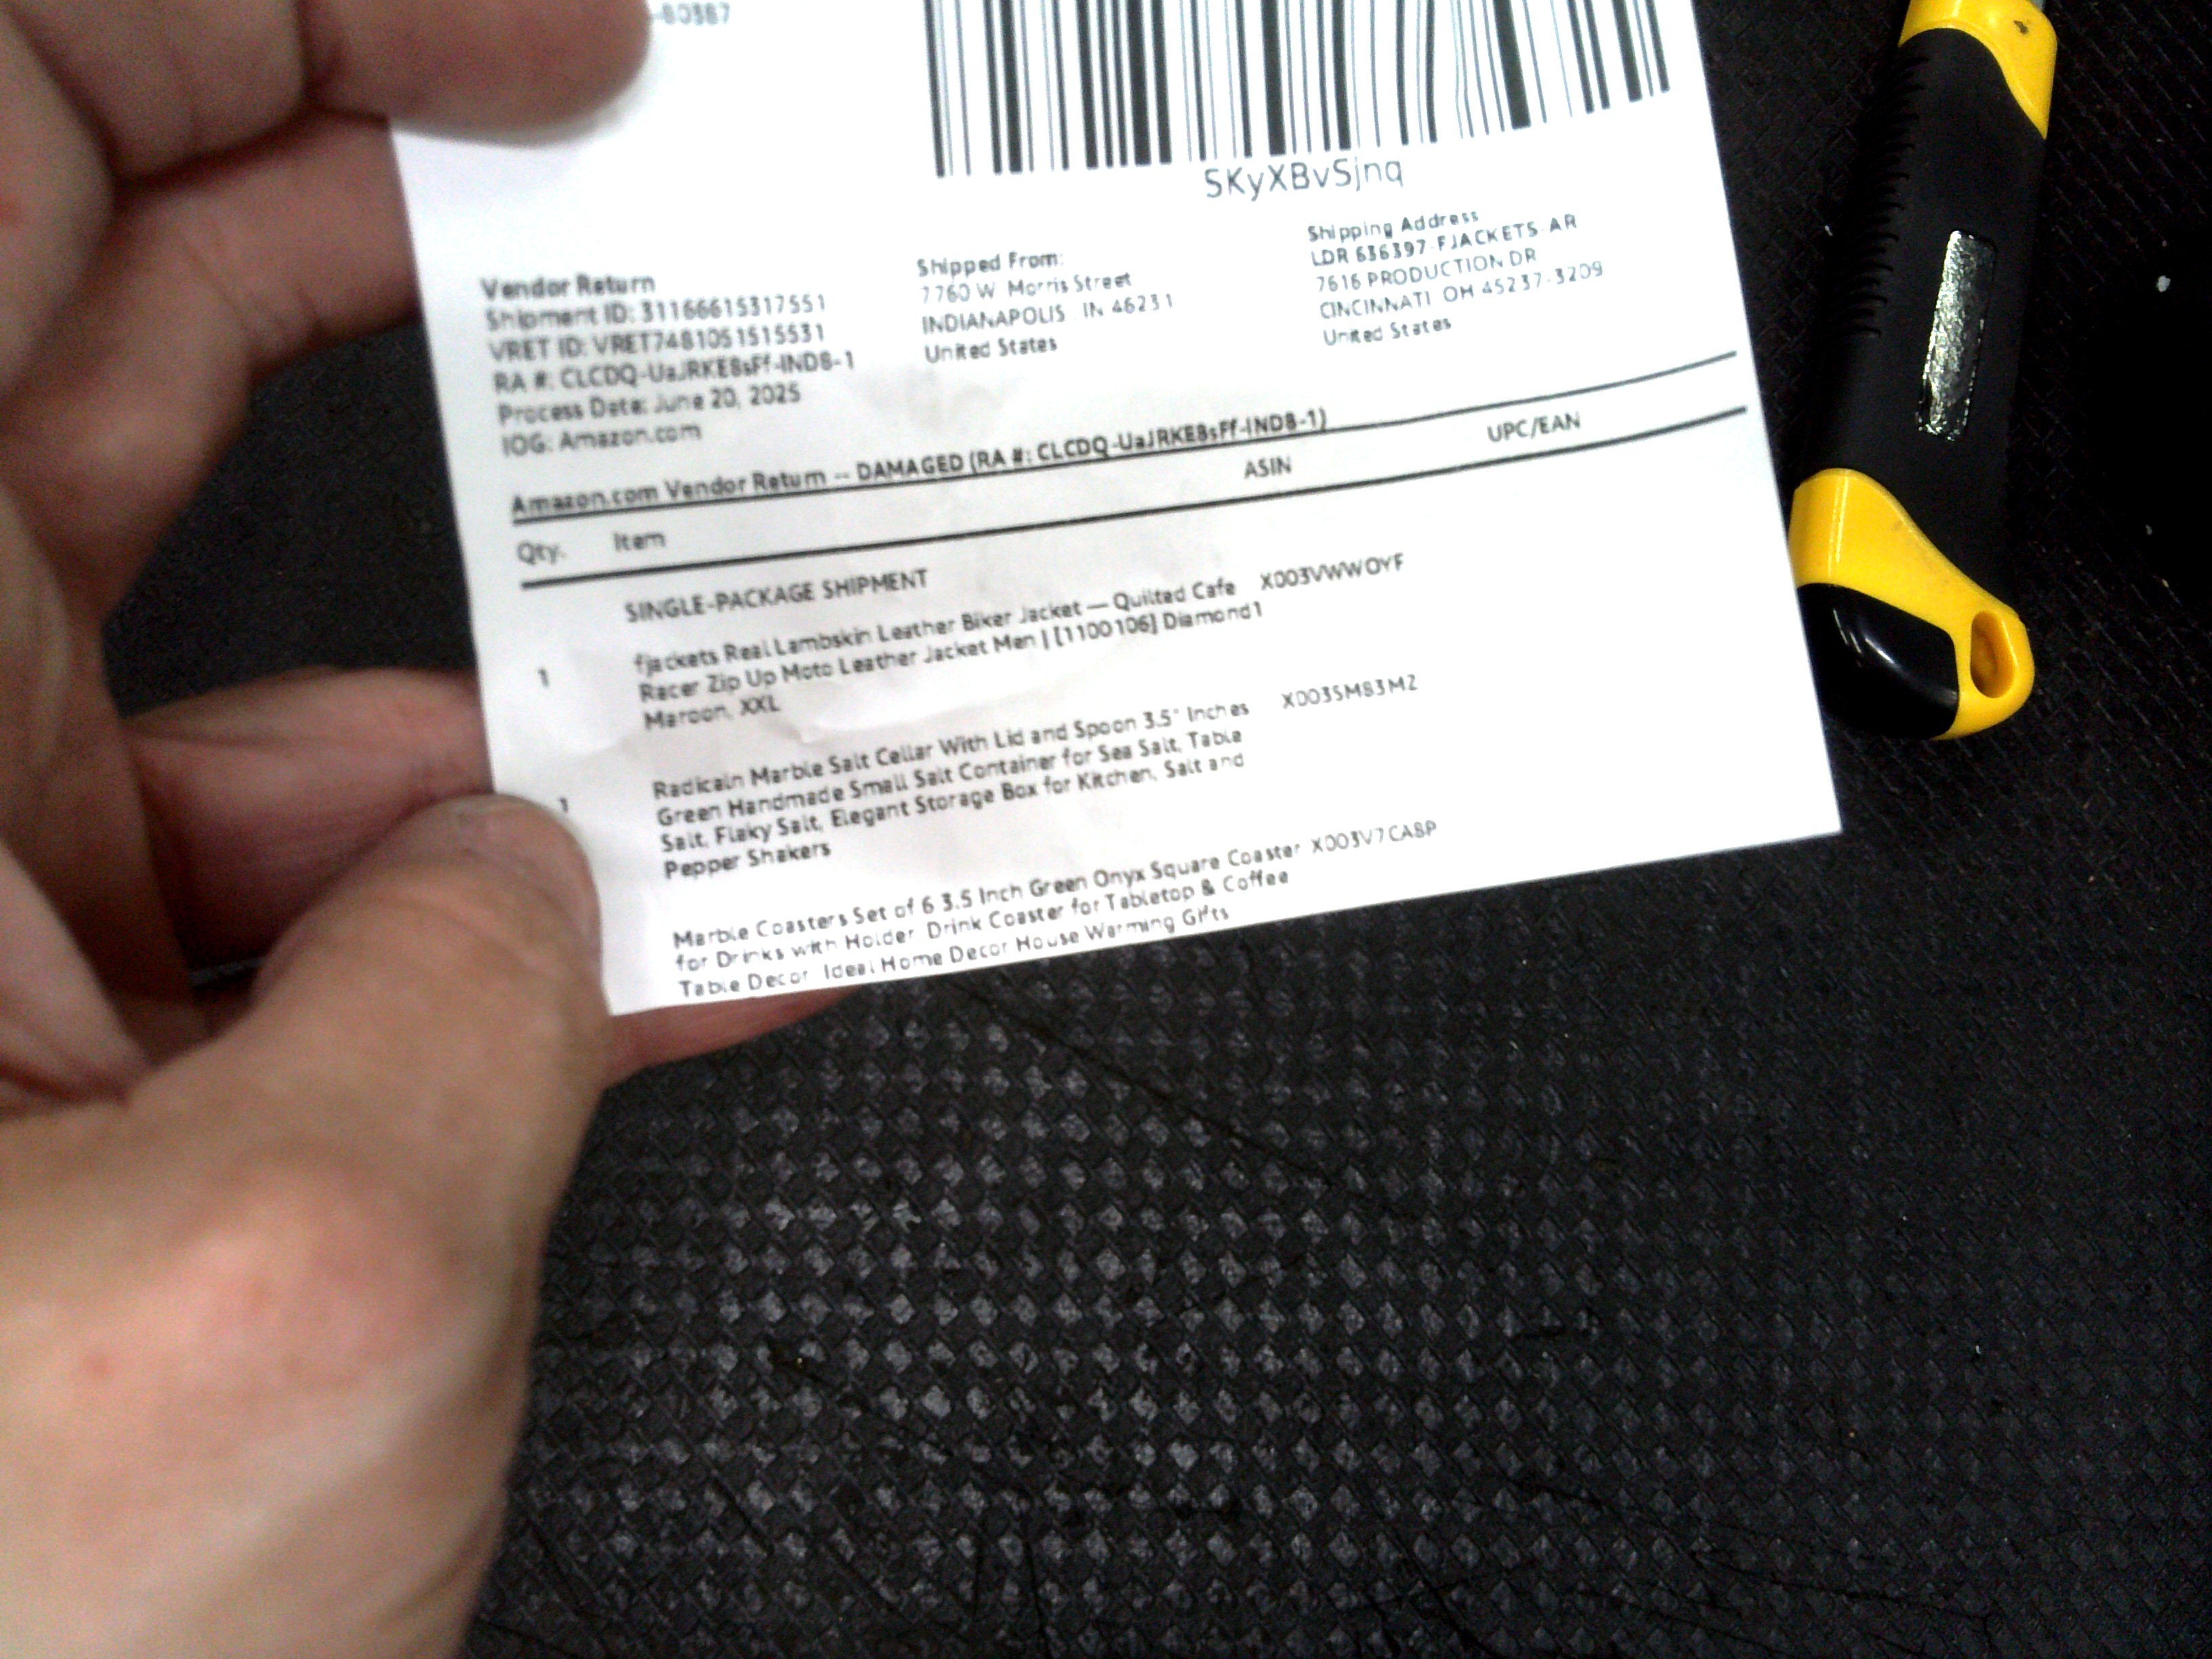 -80387
5KyXBvSjnq
Vendor Return
Shipment ID: 31166615317551
VRET ID: VRET7481051515531
RA #: CLCDQ-UaJRKE8sFf-IND8-1
Process Date: June 20, 2025
IOG: Amazon.com
Shipped From:
7760 W Morris Street
INDIANAPOLIS IN 46231
United States
Shipping Address
LDR 636397-FJACKETS-AR
7616 PRODUCTION DR
CINCINNATI OH 45237-3209
United States
Amazon.com Vendor Return -- DAMAGED (RA #: CLCDQ-UaJRKE8sFf-IND8-1)
Qty. Item ASIN UPC/EAN
SINGLE-PACKAGE SHIPMENT
1 fjackets Real Lambskin Leather Biker Jacket — Quilted Cafe X003VWWOYF
Racer Zip Up Moto Leather Jacket Men | [1100106] Diamond1
Maroon, XXL
1 Radicaln Marble Salt Cellar With Lid and Spoon 3.5" Inches X003SM83MZ
Green Handmade Small Salt Container for Sea Salt, Table
Salt, Flaky Salt, Elegant Storage Box for Kitchen, Salt and
Pepper Shakers
Marble Coasters Set of 6 3.5 Inch Green Onyx Square Coaster X003V7CA8P
for Drinks with Holder Drink Coaster for Tabletop & Coffee
Table Decor Ideal Home Decor House Warming Gifts